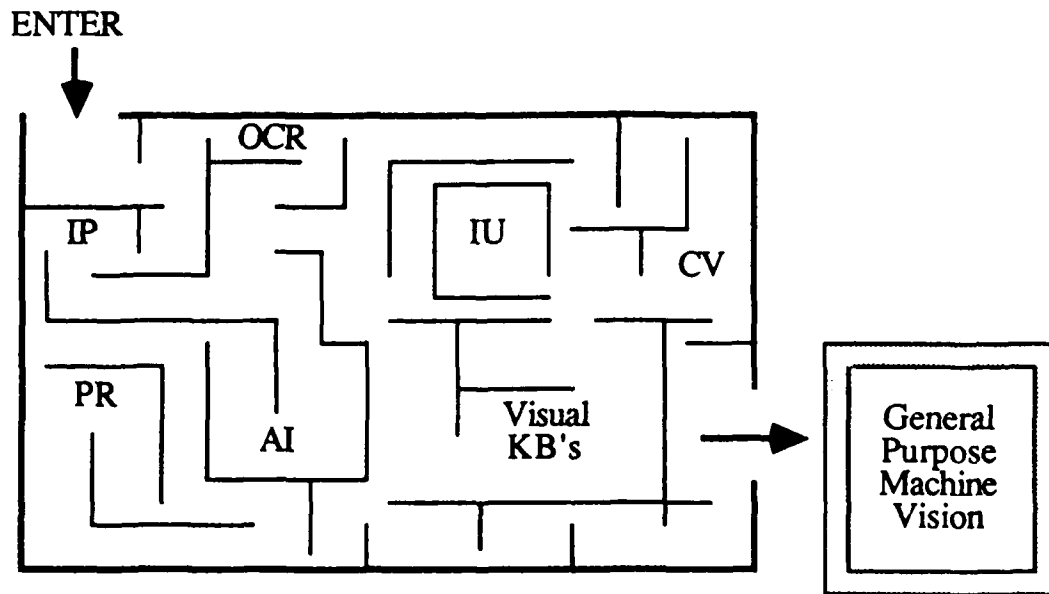 ENTER
OCR
IP
IU
CV
PR
AI
Visual
KB's
General
Purpose
Machine
Vision